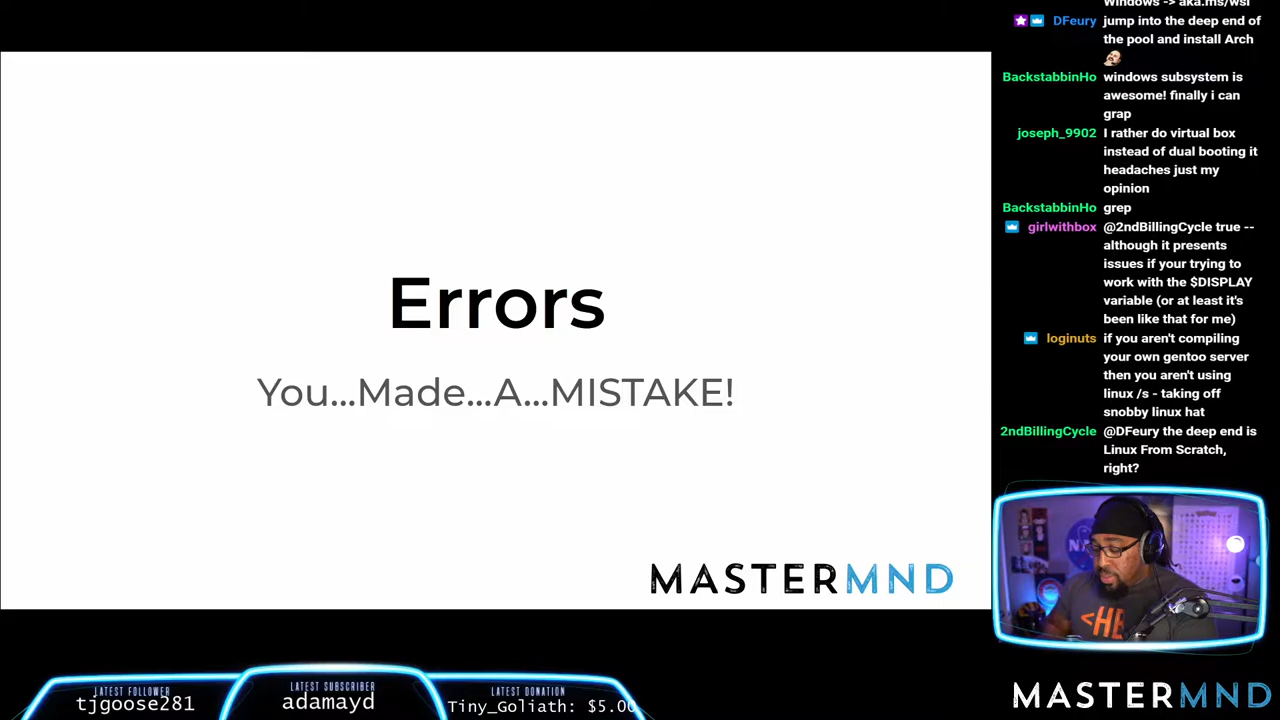 Errors
You...Made...A...MISTAKE!
MASTERMND
Windows -> aka.ms/wsl
DFeury jump into the deep end of
the pool and install Arch
BackstabbinHo windows subsystem is
awesome! finally i can
grap
joseph_9902 I rather do virtual box
instead of dual booting it
headaches just my
opinion
BackstabbinHo grep
girlwithbox @2ndBillingCycle true --
although it presents
issues if your trying to
work with the $DISPLAY
variable (or at least it's
been like that for me)
loginuts if you aren't compiling
your own gentoo server
then you aren't using
linux /s - taking off
snobby linux hat
2ndBillingCycle @DFeury the deep end is
Linux From Scratch,
right?
<HE
LATEST FOLLOWER
tjgoose281
LATEST SUBSCRIBER
adamayd
LATEST DONATION
Tiny_Goliath: $5.00
MASTERMND